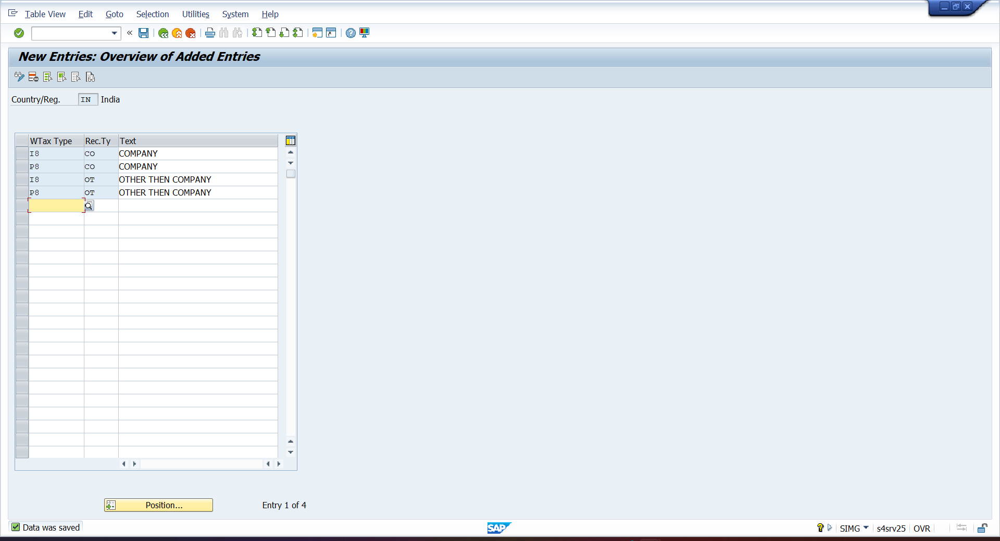 Table View Edit Goto Selection Utilities System Help
New Entries: Overview of Added Entries
Country/Reg. IN India
WTax Type Rec.Ty Text
I8 CO COMPANY
P8 CO COMPANY
I8 OT OTHER THEN COMPANY
P8 OT OTHER THEN COMPANY
Position... Entry 1 of 4
Data was saved SAP SIMG s4srv25 OVR